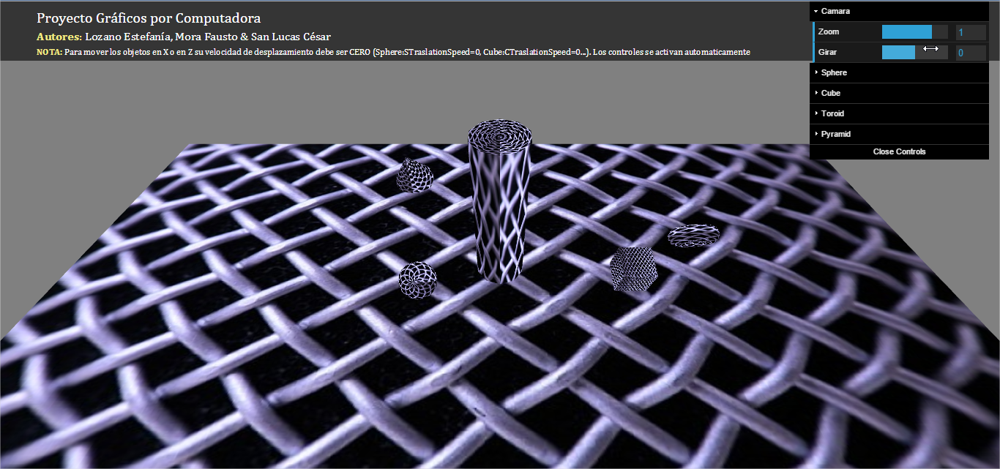 Proyecto Gráficos por Computadora
Autores: Lozano Estefanía, Mora Fausto & San Lucas César
NOTA: Para mover los objetos en X o en Z su velocidad de desplazamiento debe ser CERO (Sphere:STraslationSpeed=0, Cube:CTraslationSpeed=0...). Los controles se activan automaticamente
Camara
Zoom 1
Girar 0
Sphere
Cube
Toroid
Pyramid
Close Controls